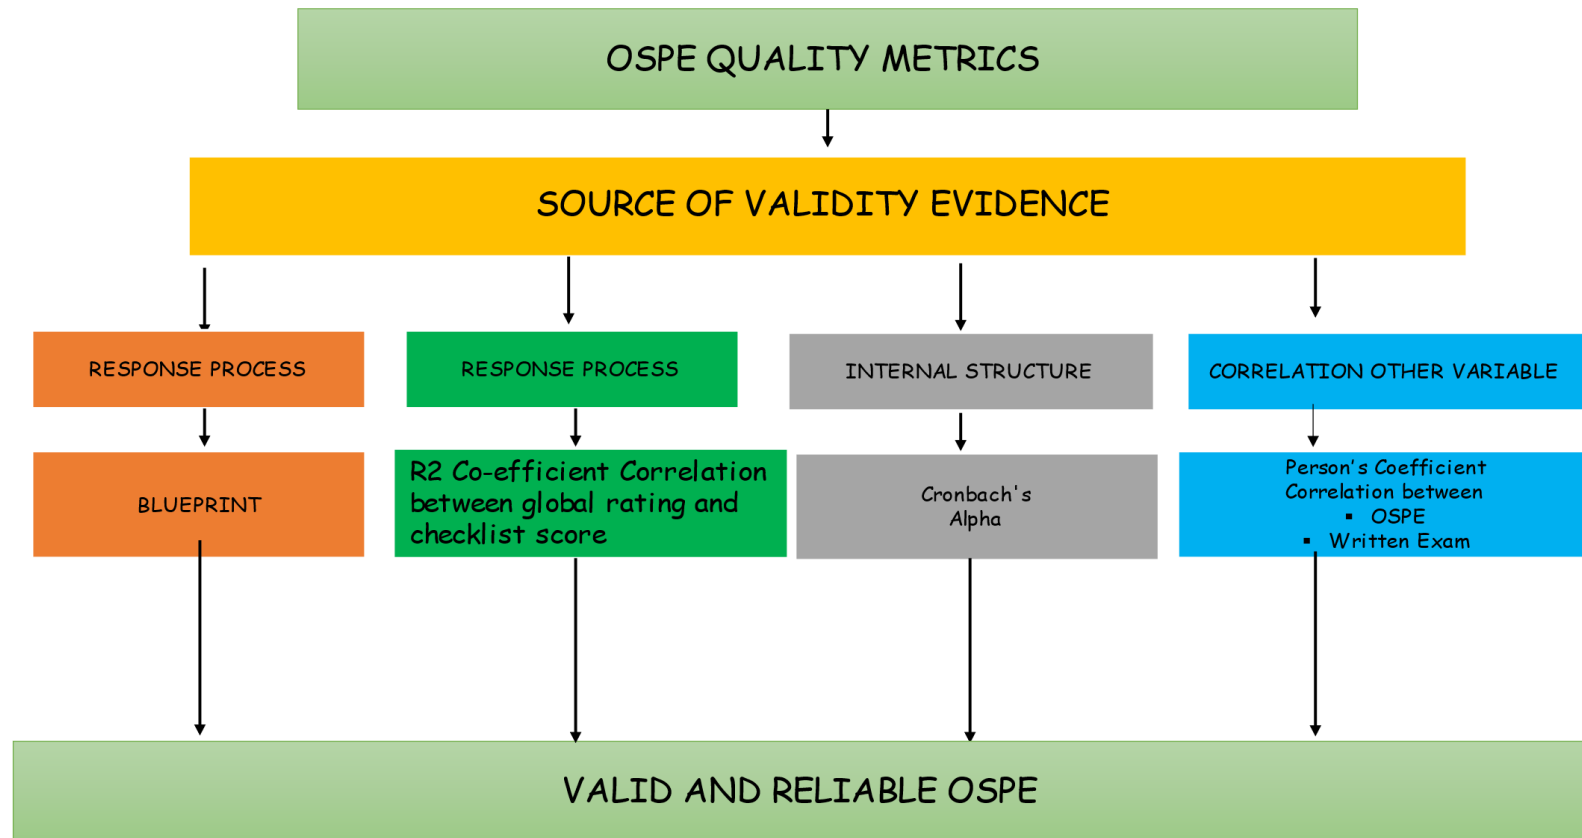 OSPE QUALITY METRICS
SOURCE OF VALIDITY EVIDENCE
RESPONSE PROCESS
RESPONSE PROCESS
INTERNAL STRUCTURE
CORRELATION OTHER VARIABLE
BLUEPRINT
R2 Co-efficient Correlation
between global rating and
checklist score
Cronbach's
Alpha
Person's Coefficient
Correlation between
▪ OSPE
▪ Written Exam
VALID AND RELIABLE OSPE